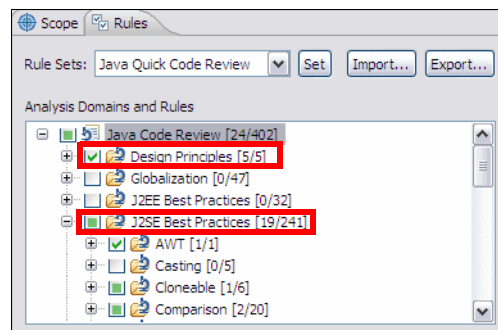 Scope Rules
Rule Sets: Java Quick Code Review Set Import... Export...
Analysis Domains and Rules
Java Code Review [24/402]
Design Principles [5/5]
Globalization [0/47]
J2EE Best Practices [0/32]
J2SE Best Practices [19/241]
AWT [1/1]
Casting [0/5]
Cloneable [1/6]
Comparison [2/20]